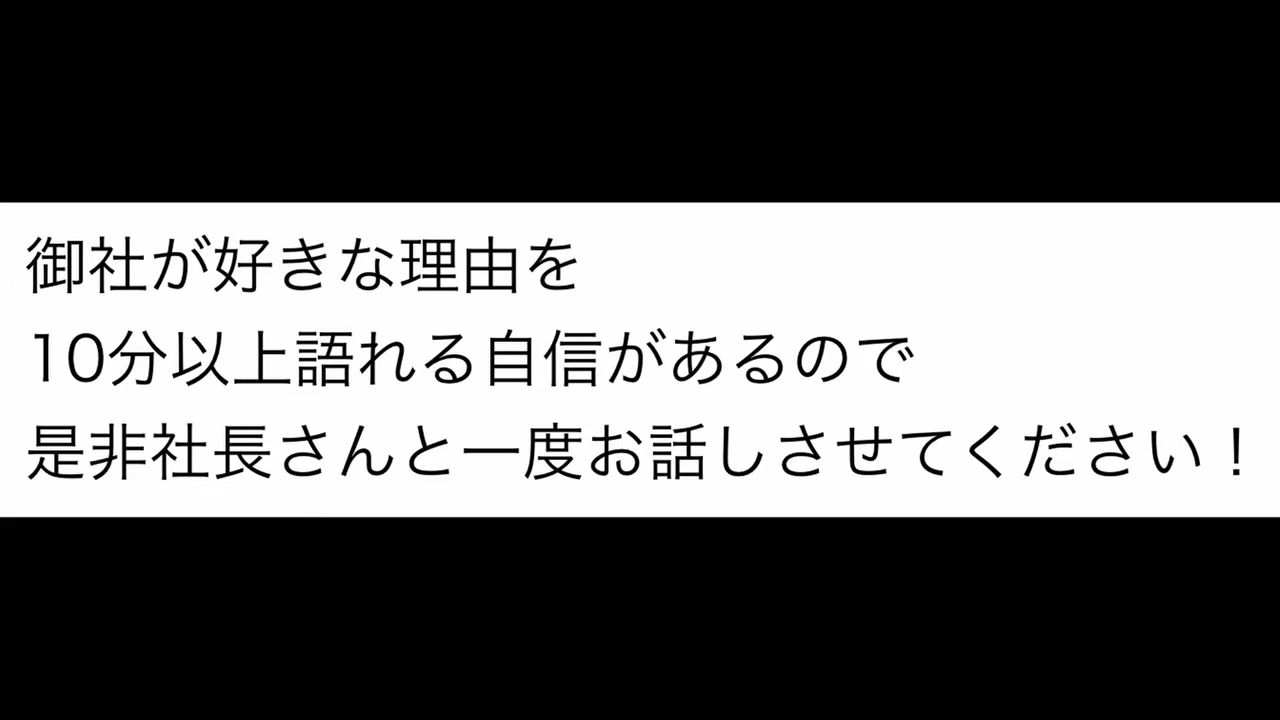 御社が好きな理由を
10分以上語れる自信があるので
是非社長さんと一度お話しさせてください！